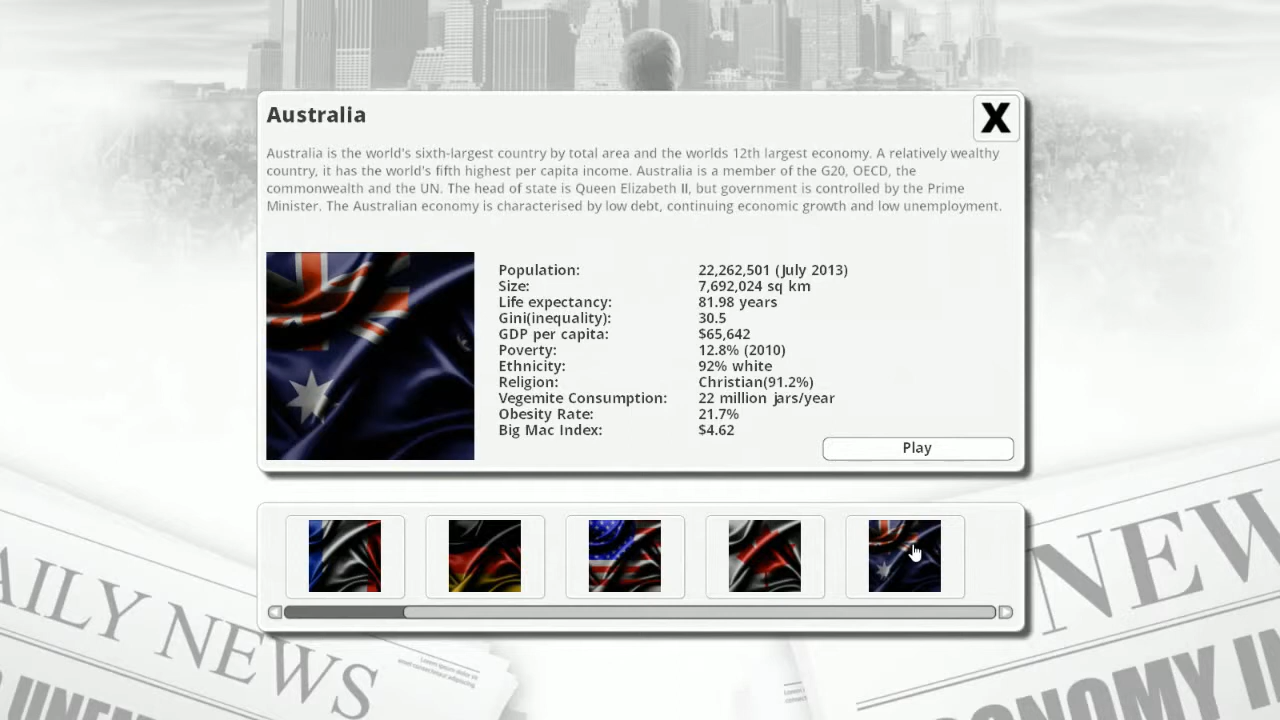 Australia
X
Australia is the world's sixth-largest country by total area and the worlds 12th largest economy. A relatively wealthy
country, it has the world's fifth highest per capita income. Australia is a member of the G20, OECD, the
commonwealth and the UN. The head of state is Queen Elizabeth II, but government is controlled by the Prime
Minister. The Australian economy is characterised by low debt, continuing economic growth and low unemployment.
Population: 22,262,501 (July 2013)
Size: 7,692,024 sq km
Life expectancy: 81.98 years
Gini(inequality): 30.5
GDP per capita: $65,642
Poverty: 12.8% (2010)
Ethnicity: 92% white
Religion: Christian(91.2%)
Vegemite Consumption: 22 million jars/year
Obesity Rate: 21.7%
Big Mac Index: $4.62
Play
AILY NEWS
NEW
ONOMY IN